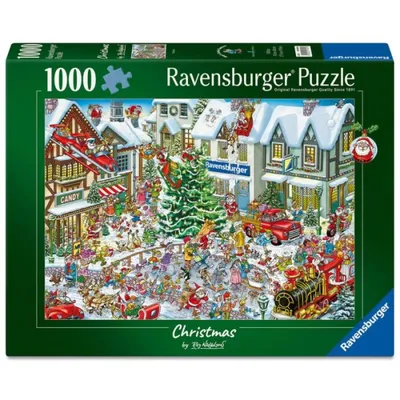 1000
Ravensburger® Puzzle
Original Ravensburger Quality Since 1891
CANDY
Ravensburger
Christmas
by
Ravensburger